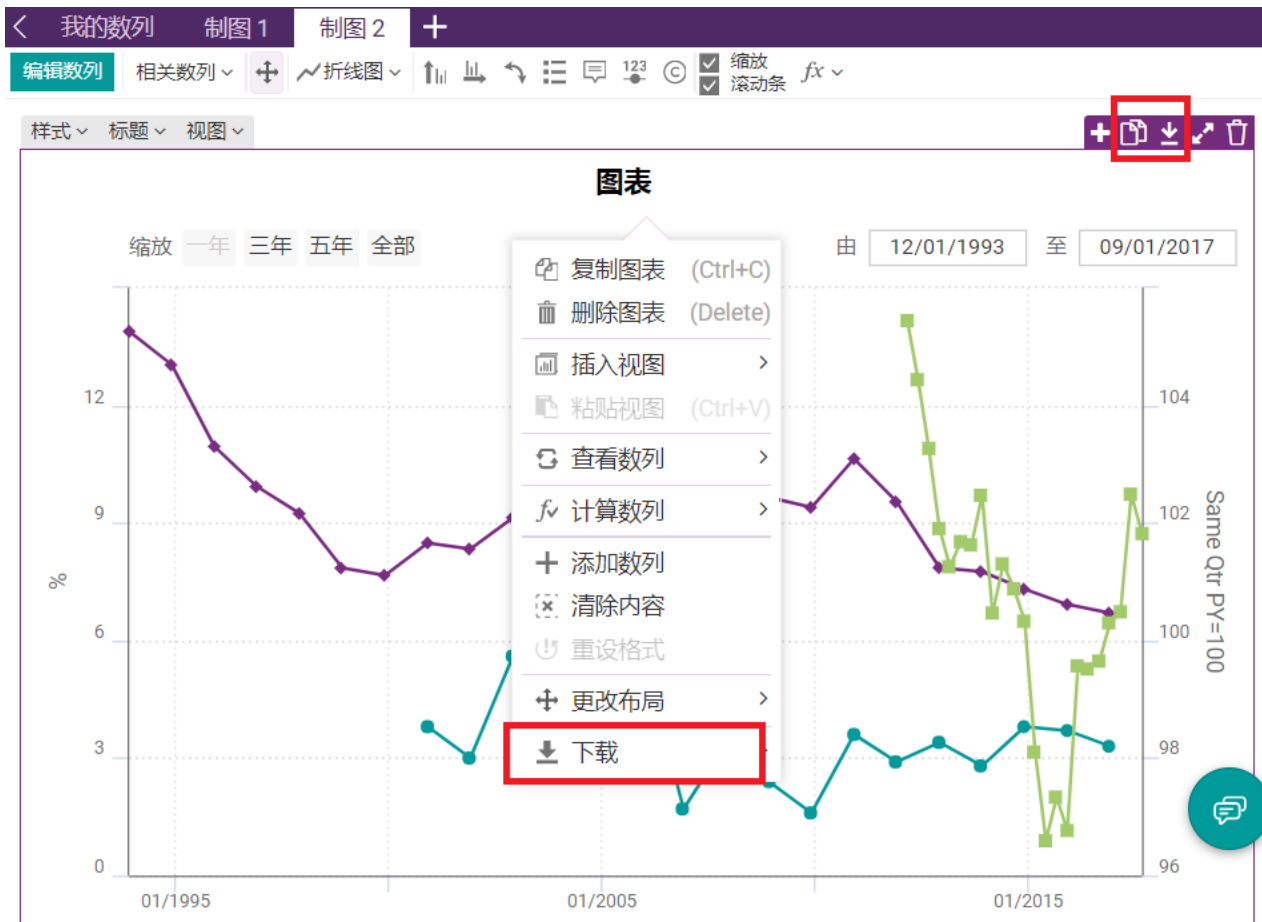 我的数列 制图 1 制图 2
编辑数列 相关数列 折线图 123 © 缩放 fx
滚动条
样式 标题 视图
图表
缩放 一年 三年 五年 全部 由 12/01/1993 至 09/01/2017
复制图表 (Ctrl+C)
删除图表 (Delete)
插入视图
粘贴视图 (Ctrl+V)
查看数列
计算数列
添加数列
清除内容
重设格式
更改布局
下载
12
9
6
3
0
%
104
102
100
98
96
Same Qtr PY=100
01/1995 01/2005 01/2015